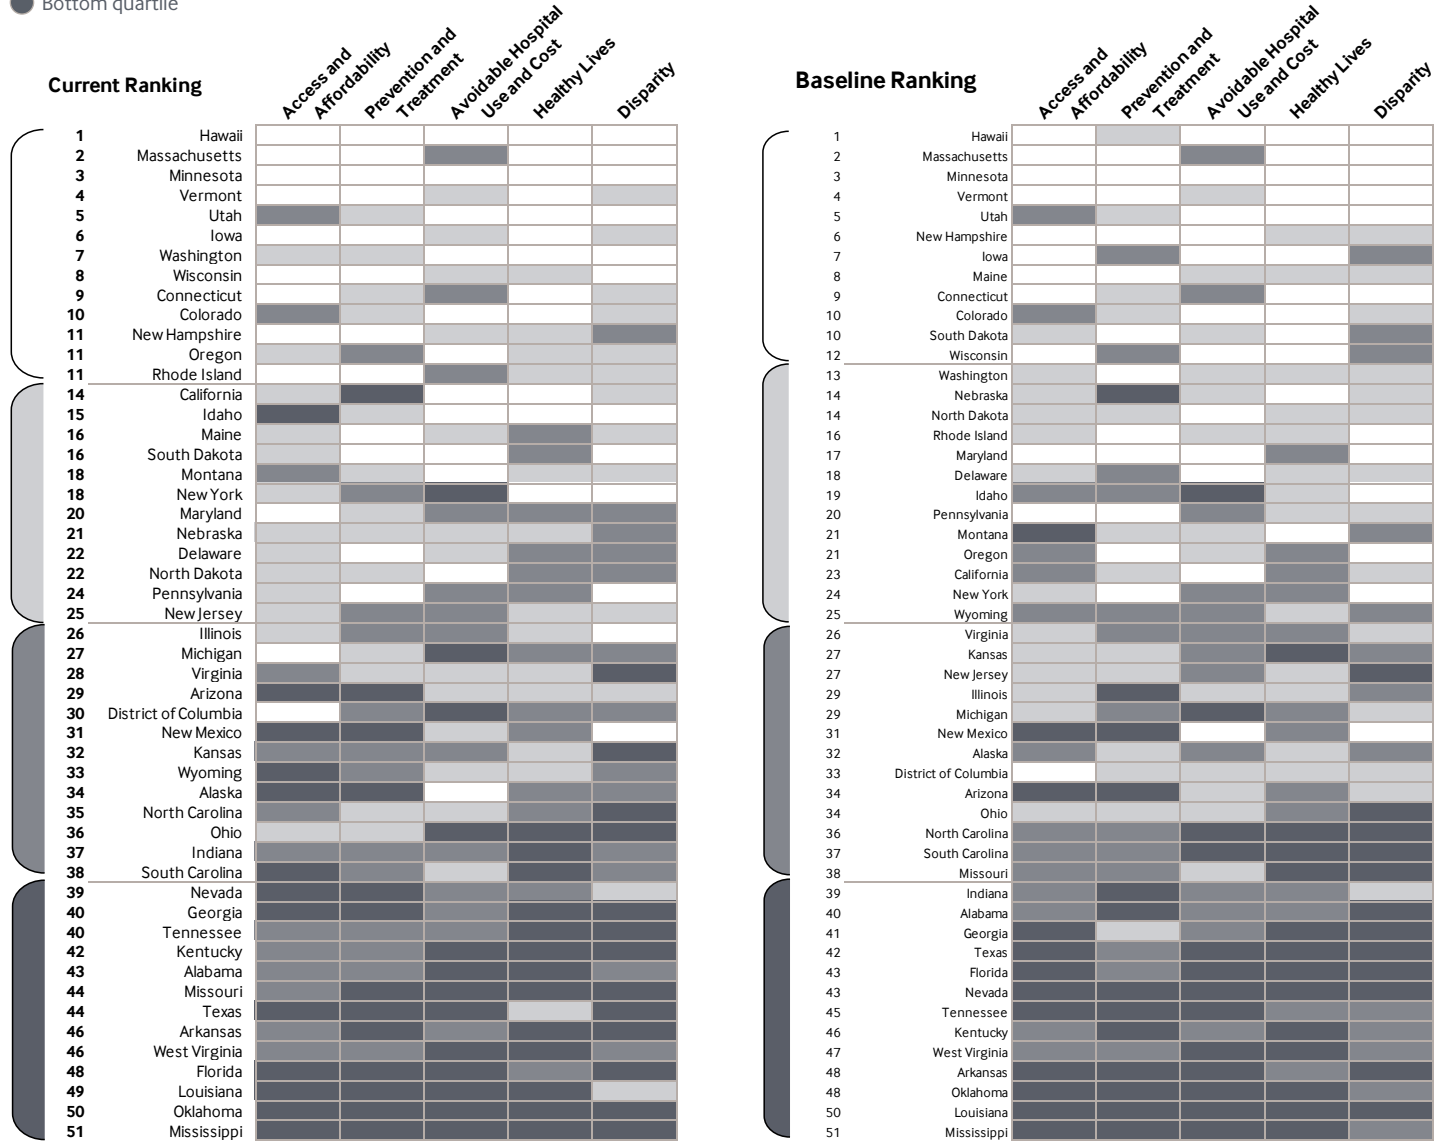 Bottom quartile
Current Ranking
Access and
Affordability
Prevention and
Treatment
Avoidable Hospital
Use and Cost
Healthy Lives
Disparity
1 Hawaii
2 Massachusetts
3 Minnesota
4 Vermont
5 Utah
6 Iowa
7 Washington
8 Wisconsin
9 Connecticut
10 Colorado
11 New Hampshire
11 Oregon
11 Rhode Island
14 California
15 Idaho
16 Maine
16 South Dakota
18 Montana
18 New York
20 Maryland
21 Nebraska
22 Delaware
22 North Dakota
24 Pennsylvania
25 New Jersey
26 Illinois
27 Michigan
28 Virginia
29 Arizona
30 District of Columbia
31 New Mexico
32 Kansas
33 Wyoming
34 Alaska
35 North Carolina
36 Ohio
37 Indiana
38 South Carolina
39 Nevada
40 Georgia
40 Tennessee
42 Kentucky
43 Alabama
44 Missouri
44 Texas
46 Arkansas
46 West Virginia
48 Florida
49 Louisiana
50 Oklahoma
51 Mississippi
Baseline Ranking
Access and
Affordability
Prevention and
Treatment
Avoidable Hospital
Use and Cost
Healthy Lives
Disparity
1 Hawaii
2 Massachusetts
3 Minnesota
4 Vermont
5 Utah
6 New Hampshire
7 Iowa
8 Maine
9 Connecticut
10 Colorado
10 South Dakota
12 Wisconsin
13 Washington
14 Nebraska
14 North Dakota
16 Rhode Island
17 Maryland
18 Delaware
19 Idaho
20 Pennsylvania
21 Montana
21 Oregon
23 California
24 New York
25 Wyoming
26 Virginia
27 Kansas
27 New Jersey
29 Illinois
29 Michigan
31 New Mexico
32 Alaska
33 District of Columbia
34 Arizona
34 Ohio
36 North Carolina
37 South Carolina
38 Missouri
39 Indiana
40 Alabama
41 Georgia
42 Texas
43 Florida
43 Nevada
45 Tennessee
46 Kentucky
47 West Virginia
48 Arkansas
48 Oklahoma
50 Louisiana
51 Mississippi